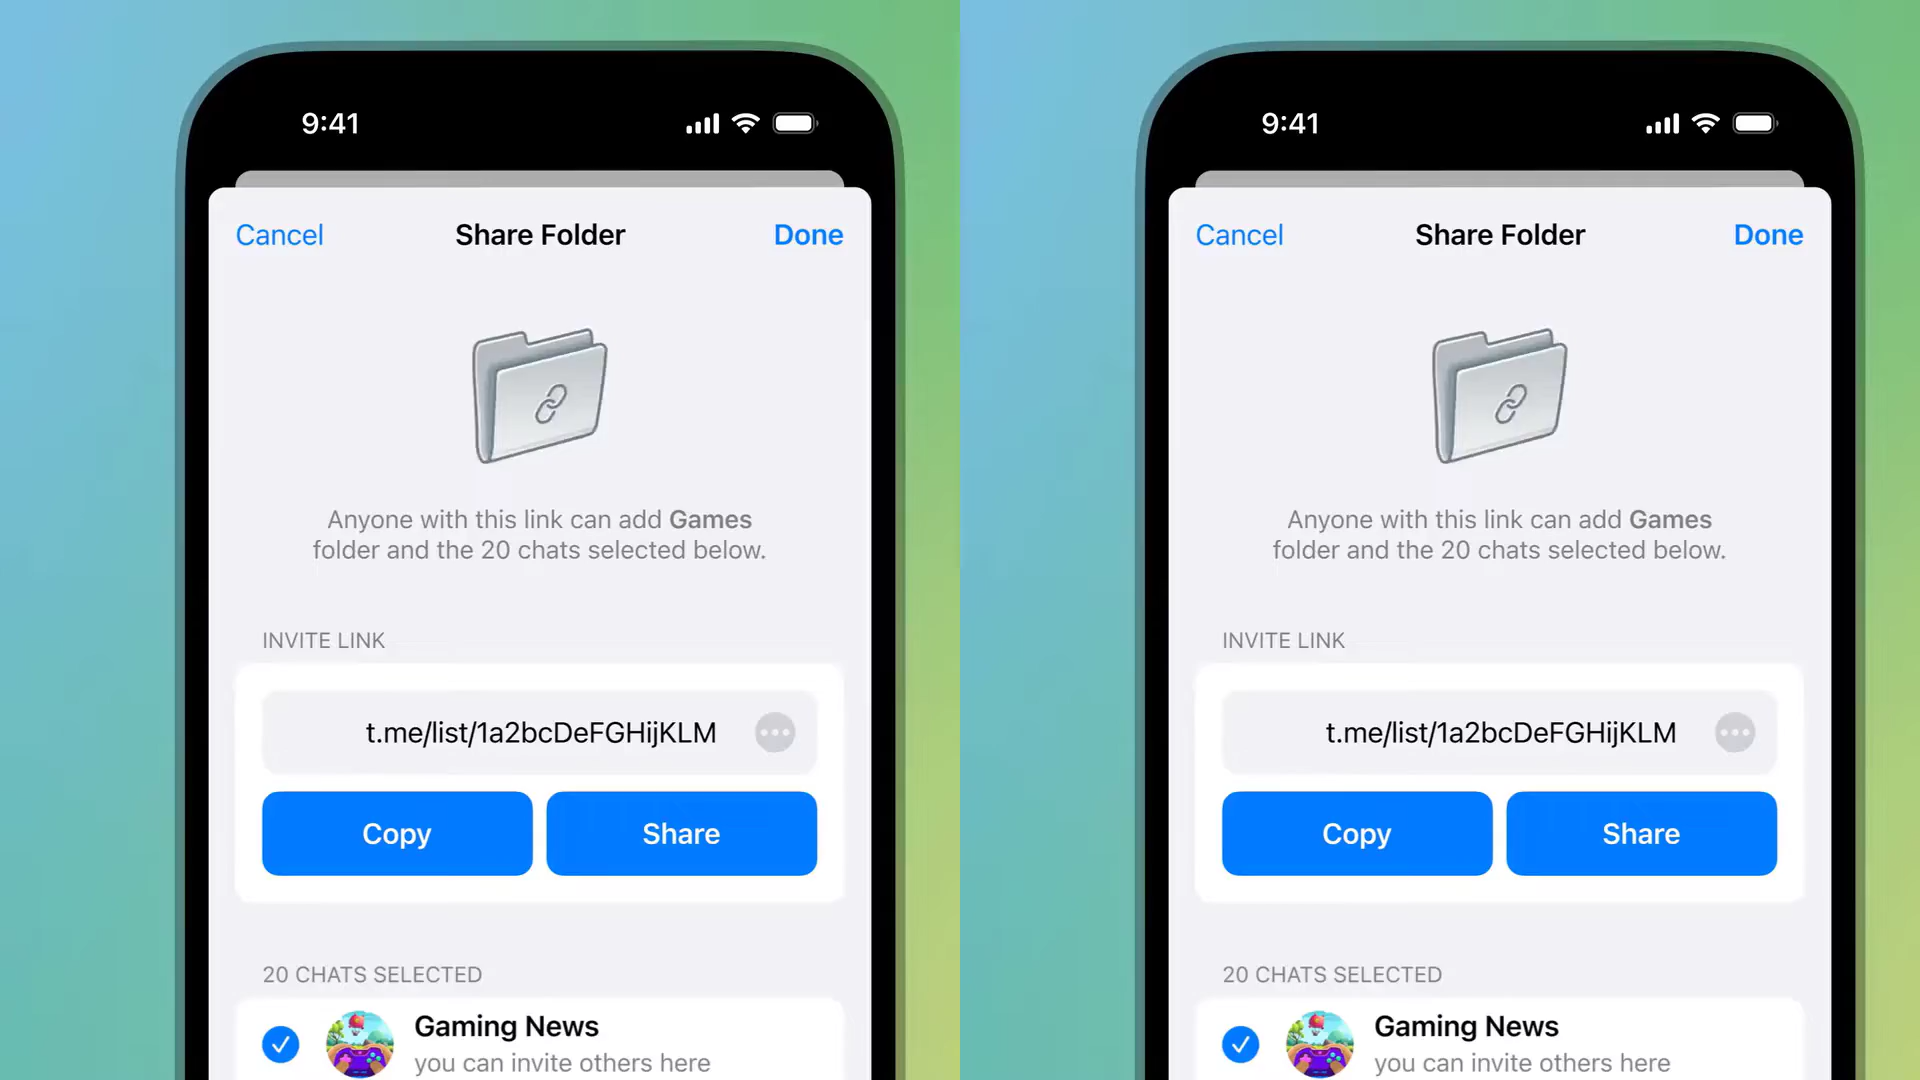 9:41
Cancel
Share Folder
Done
Anyone with this link can add Games
folder and the 20 chats selected below.
INVITE LINK
t.me/list/1a2bcDeFGHijKLM
Copy
Share
20 CHATS SELECTED
Gaming News
you can invite others here
9:41
Cancel
Share Folder
Done
Anyone with this link can add Games
folder and the 20 chats selected below.
INVITE LINK
t.me/list/1a2bcDeFGHijKLM
Copy
Share
20 CHATS SELECTED
Gaming News
you can invite others here